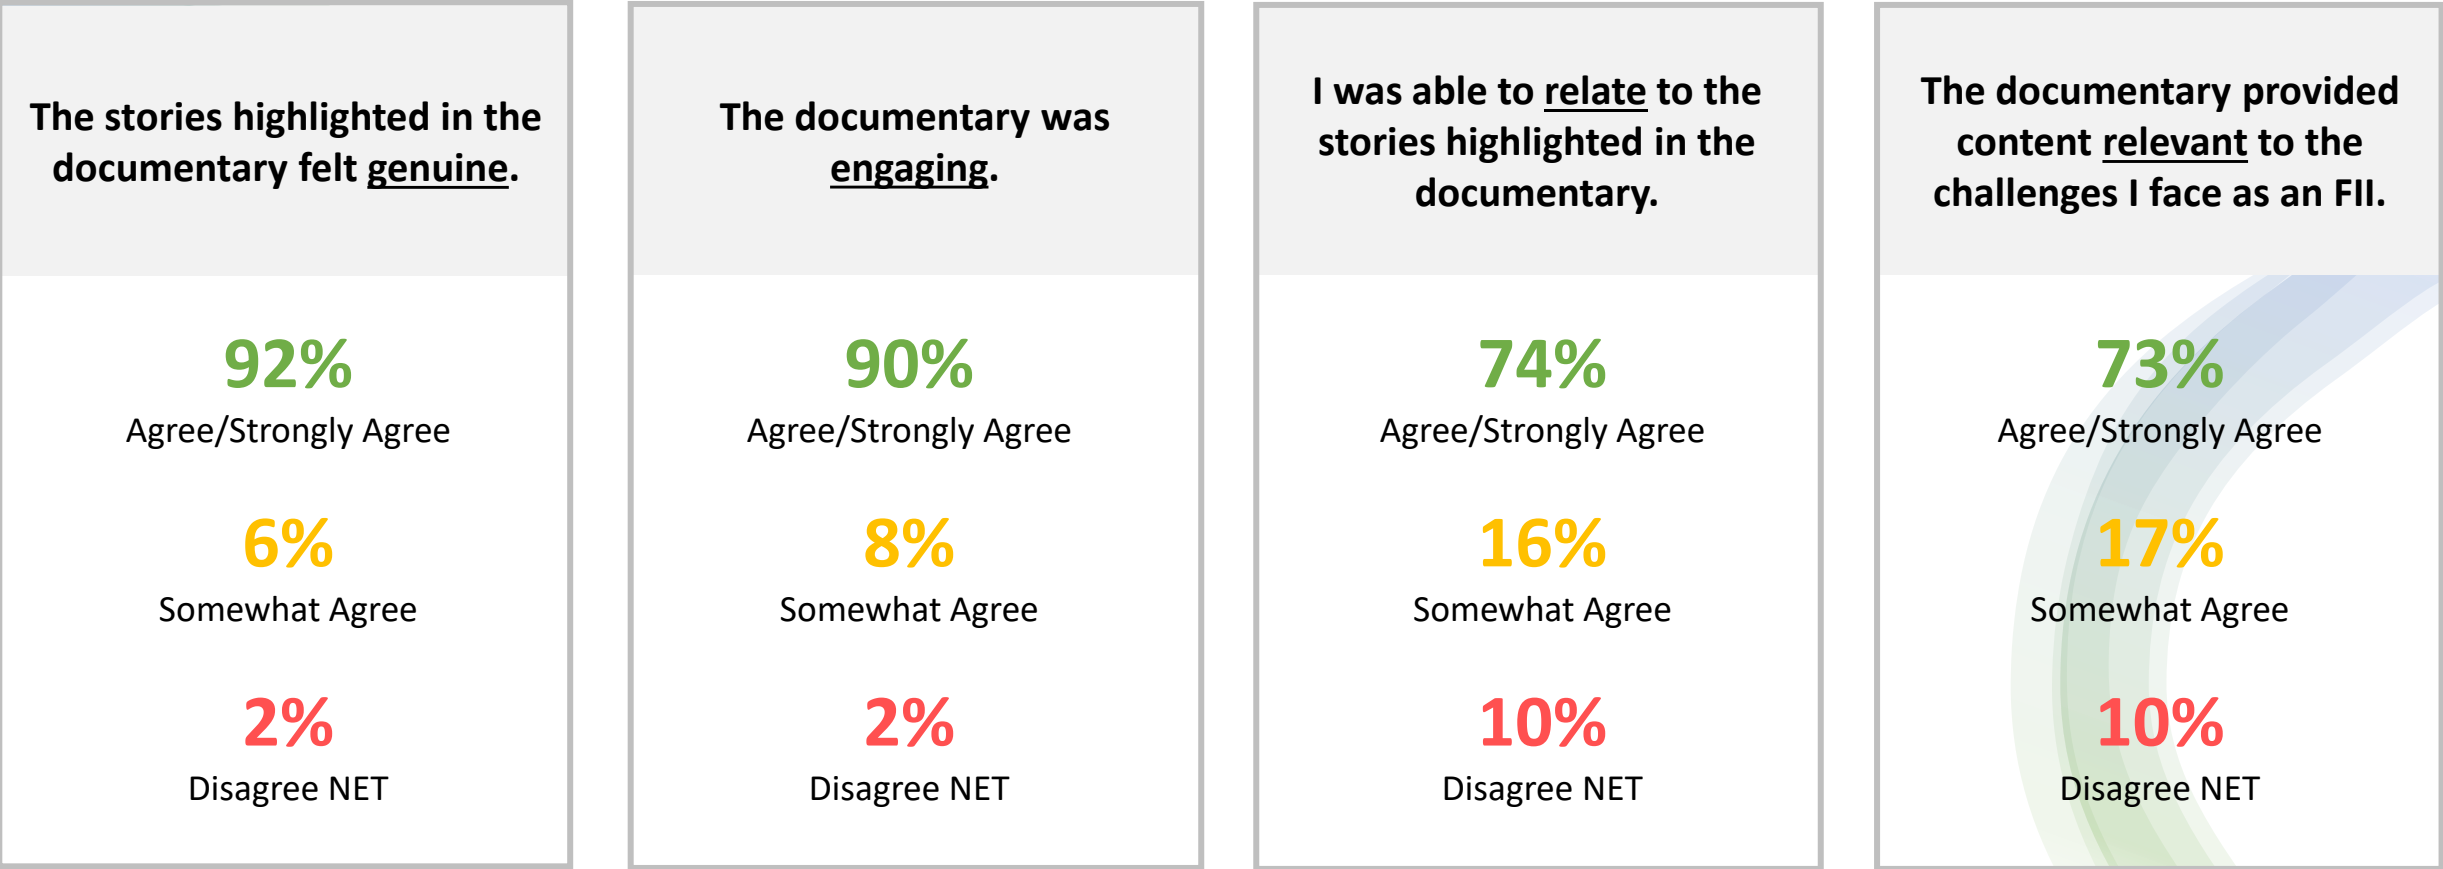 The stories highlighted in the
documentary felt genuine.
92%
Agree/Strongly Agree
6%
Somewhat Agree
2%
Disagree NET
The documentary was
engaging.
90%
Agree/Strongly Agree
8%
Somewhat Agree
2%
Disagree NET
I was able to relate to the
stories highlighted in the
documentary.
74%
Agree/Strongly Agree
16%
Somewhat Agree
10%
Disagree NET
The documentary provided
content relevant to the
challenges I face as an FII.
73%
Agree/Strongly Agree
17%
Somewhat Agree
10%
Disagree NET